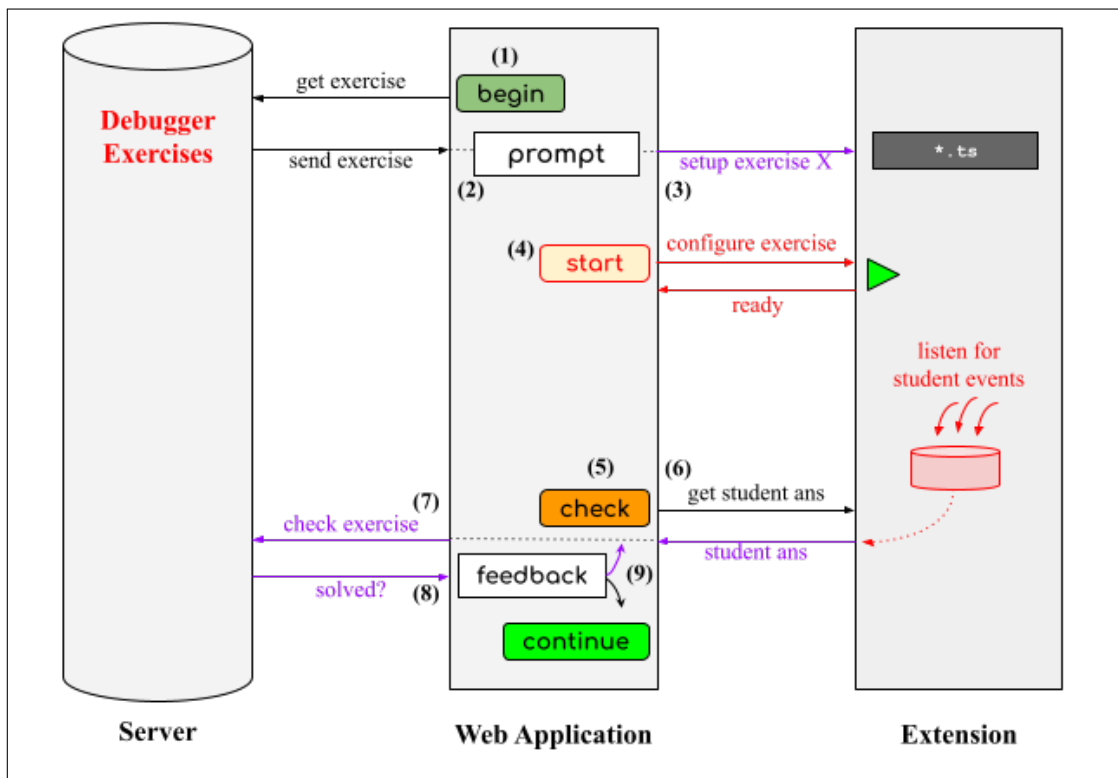 (1)
get exercise
begin
Debugger
Exercises
send exercise
prompt
setup exercise X
*.ts
(2)
(3)
(4)
start
configure exercise
ready
listen for
student events
(5)
(6)
(7)
check
get student ans
check exercise
student ans
feedback
(9)
solved?
(8)
continue
Server
Web Application
Extension